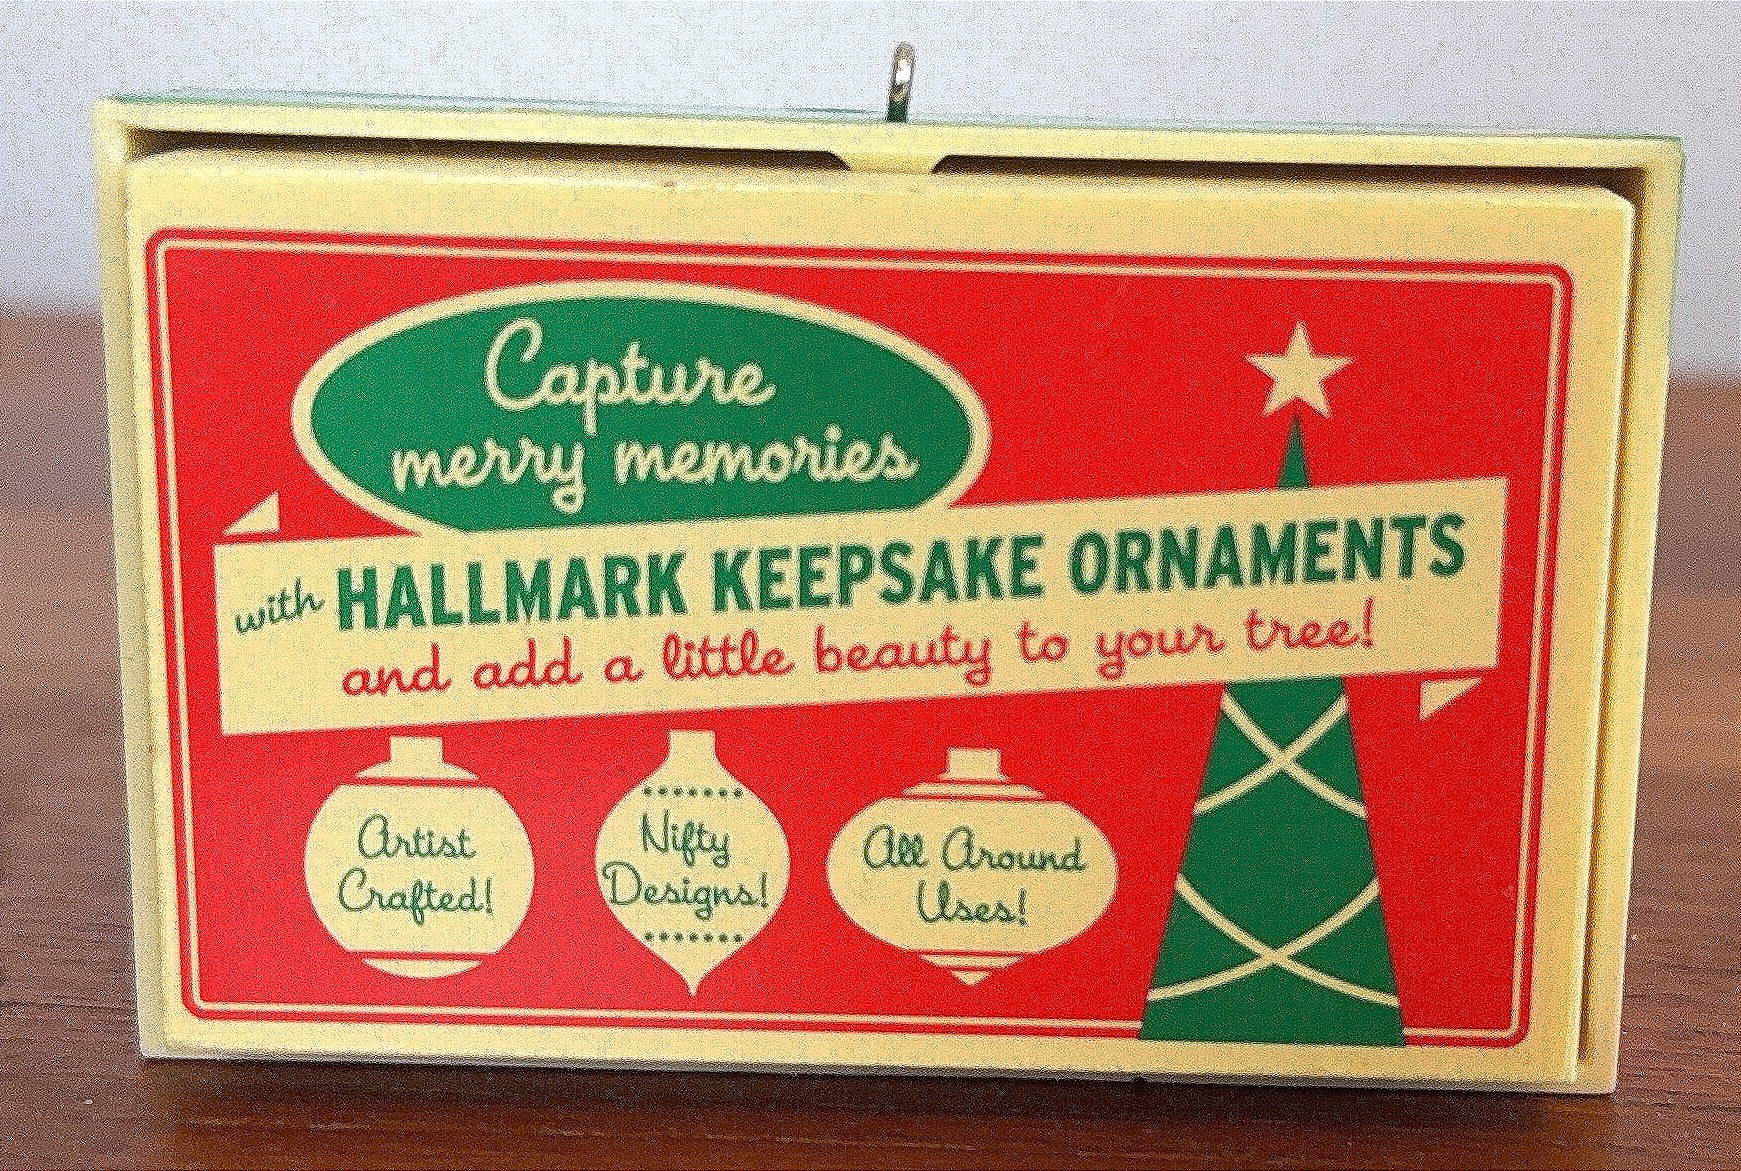 Capture
merry memories
with HALLMARK KEEPSAKE ORNAMENTS
and add a little beauty to your tree!
Artist
Crafted!
Nifty
Designs!
All Around
Uses!